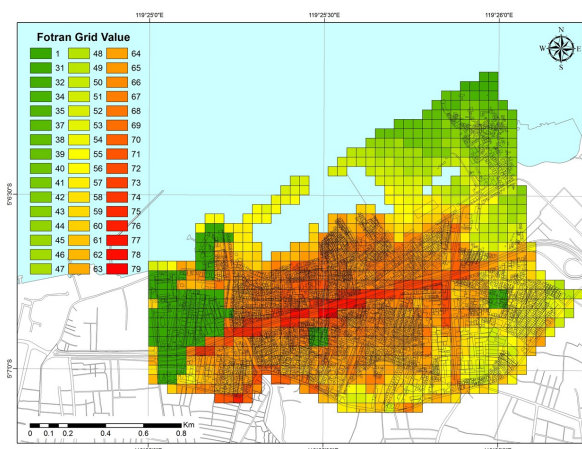 119°25'0"E
119°25'30"E
119°26'0"E
Fotran Grid Value
1 48 64
31 49 65
32 50 66
34 51 67
35 52 68
37 53 69
38 54 70
39 55 71
40 56 72
41 57 73
42 58 74
43 59 75
44 60 76
45 61 77
46 62 78
47 63 79
N
W E
S
5°6'30"S
5°7'0"S
Km
0 0.1 0.2 0.4 0.6 0.8